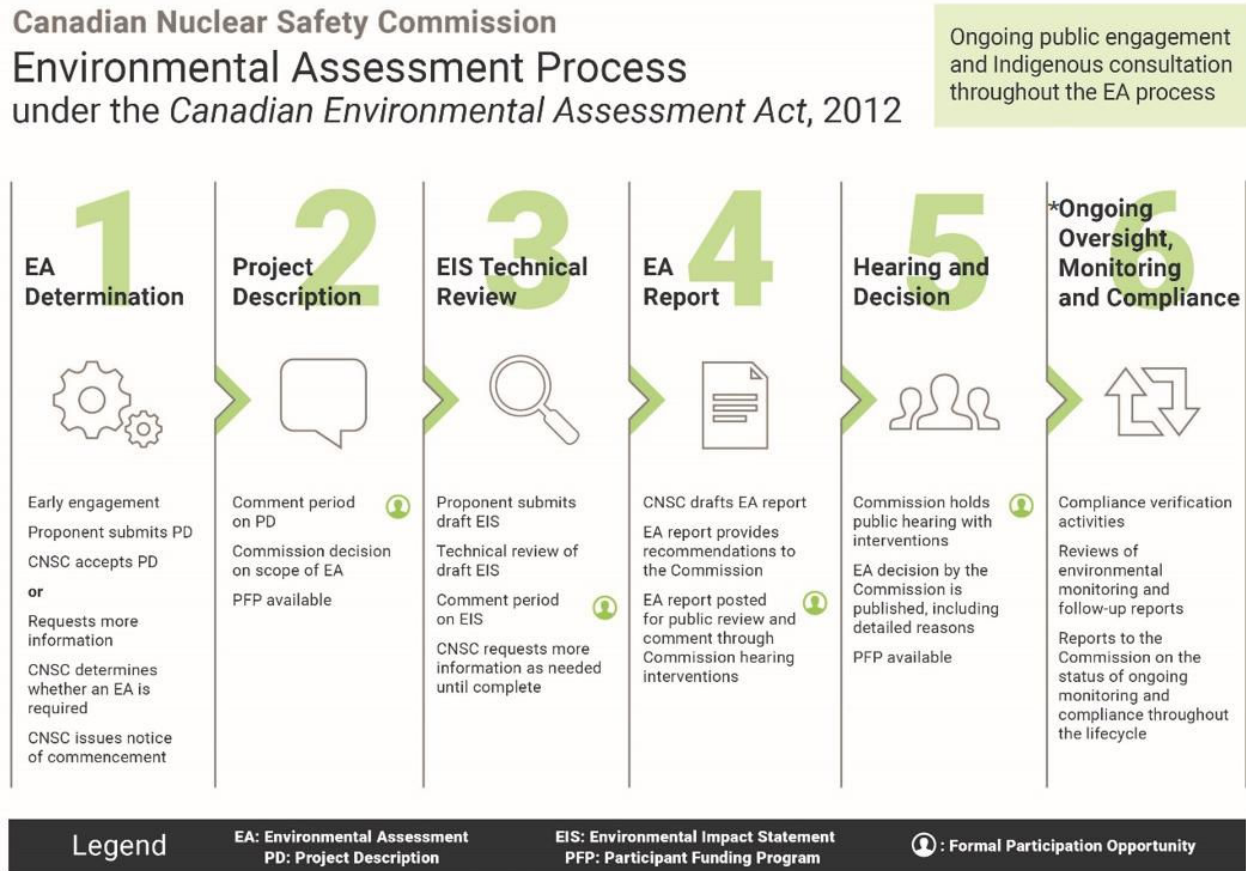 Canadian Nuclear Safety Commission
Environmental Assessment Process
under the Canadian Environmental Assessment Act, 2012
Ongoing public engagement
and Indigenous consultation
throughout the EA process
1
EA
Determination
Early engagement
Proponent submits PD
CNSC accepts PD
or
Requests more
information
CNSC determines
whether an EA is
required
CNSC issues notice
of commencement
2
Project
Description
Comment period
on PD
Commission decision
on scope of EA
PFP available
3
EIS Technical
Review
Proponent submits
draft EIS
Technical review of
draft EIS
Comment period
on EIS
CNSC requests more
information as needed
until complete
4
EA
Report
CNSC drafts EA report
EA report provides
recommendations to
the Commission
EA report posted
for public review and
comment through
Commission hearing
interventions
5
Hearing and
Decision
Commission holds
public hearing with
interventions
EA decision by the
Commission is
published, including
detailed reasons
PFP available
6
*Ongoing
Oversight,
Monitoring
and Compliance
Compliance verification
activities
Reviews of
environmental
monitoring and
follow-up reports
Reports to the
Commission on the
status of ongoing
monitoring and
compliance throughout
the lifecycle
Legend
EA: Environmental Assessment
PD: Project Description
EIS: Environmental Impact Statement
PFP: Participant Funding Program
: Formal Participation Opportunity